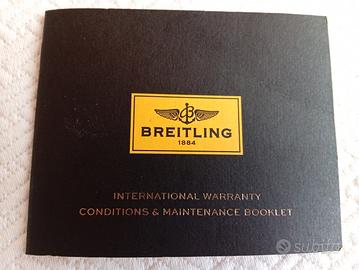 BREITLING
1884
INTERNATIONAL WARRANTY
CONDITIONS & MAINTENANCE BOOKLET
subito